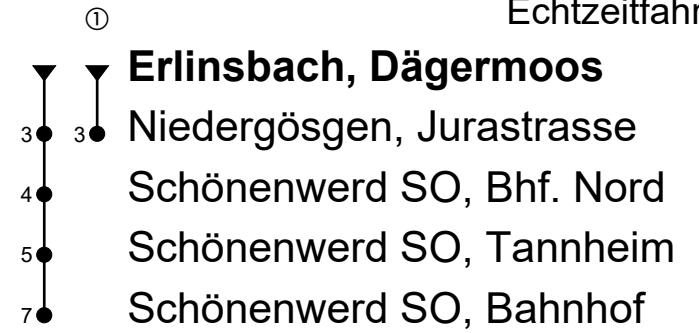 ① Echtzeitfahr
Erlinsbach, Dägermoos
3 3 Niedergösgen, Jurastrasse
4 Schönenwerd SO, Bhf. Nord
5 Schönenwerd SO, Tannheim
7 Schönenwerd SO, Bahnhof